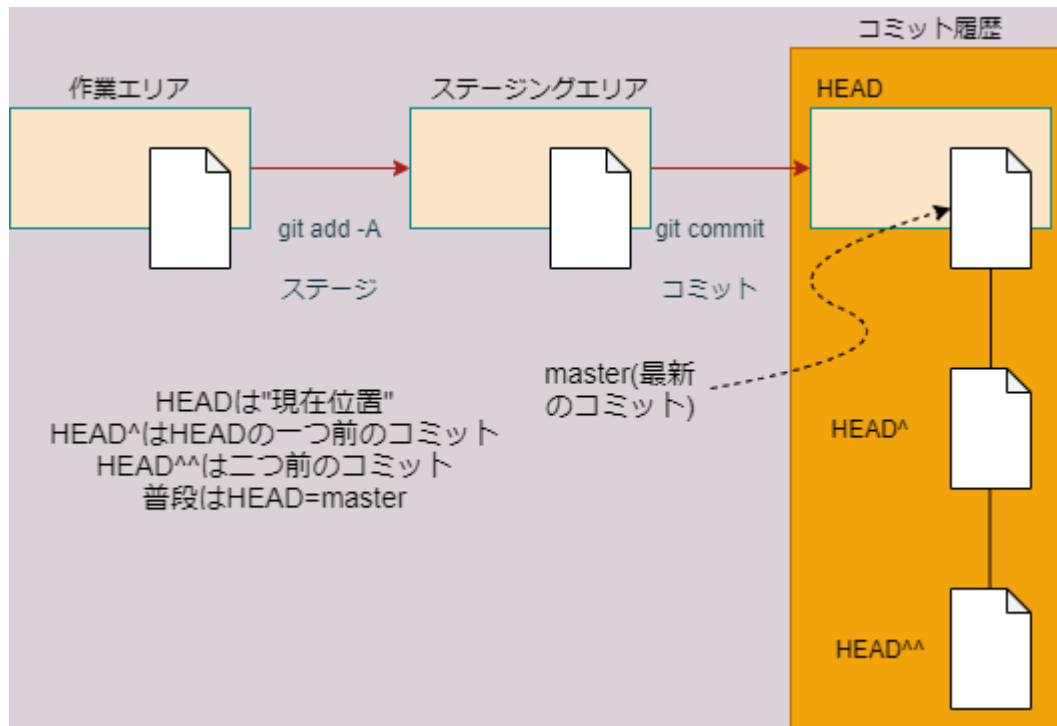 コミット履歴
作業エリア
ステージングエリア
HEAD
git add -A
git commit
ステージ
コミット
master(最新
のコミット)
HEADは"現在位置"
HEAD^はHEADの一つ前のコミット
HEAD^^は二つ前のコミット
普段はHEAD=master
HEAD^
HEAD^^